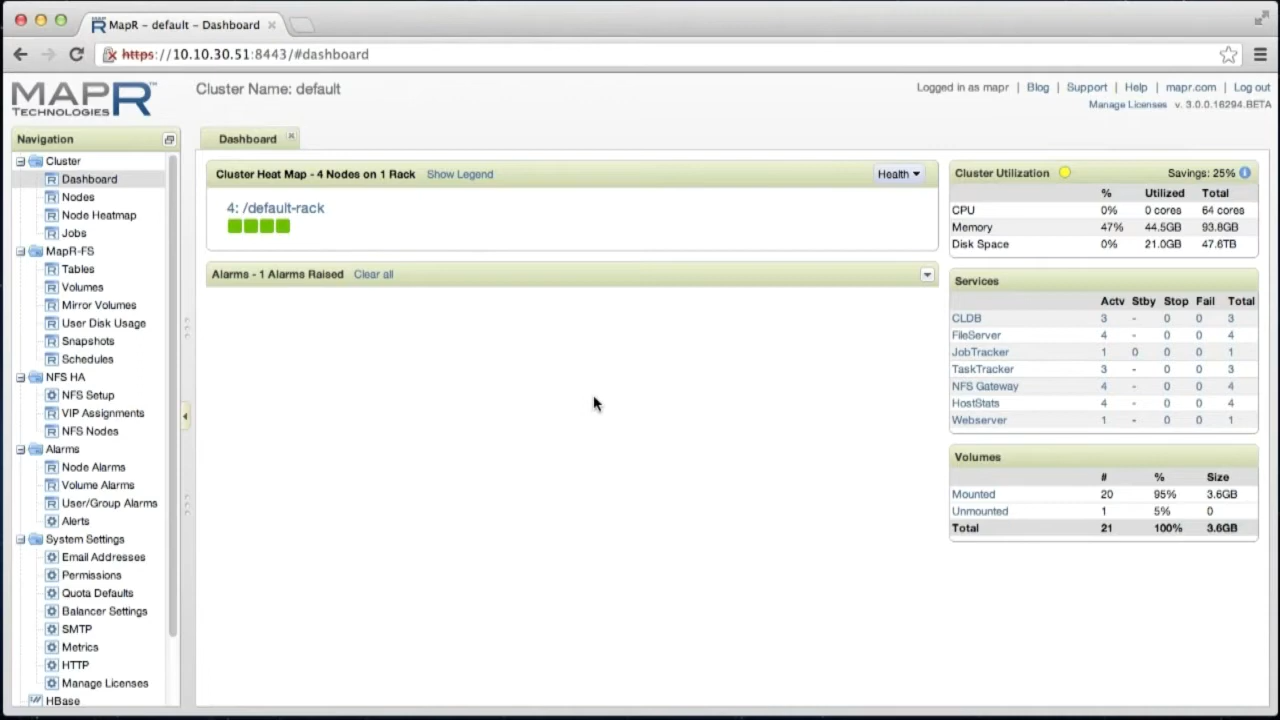 MapR - default - Dashboard
https://10.10.30.51:8443/#dashboard
MAPR TECHNOLOGIES™
Cluster Name: default
Logged in as mapr | Blog | Support | Help | mapr.com | Log out
Manage Licenses v. 3.0.0.16294.BETA
Navigation
Cluster
Dashboard
Nodes
Node Heatmap
Jobs
MapR-FS
Tables
Volumes
Mirror Volumes
User Disk Usage
Snapshots
Schedules
NFS HA
NFS Setup
VIP Assignments
NFS Nodes
Alarms
Node Alarms
Volume Alarms
User/Group Alarms
Alerts
System Settings
Email Addresses
Permissions
Quota Defaults
Balancer Settings
SMTP
Metrics
HTTP
Manage Licenses
HBase
Dashboard
Cluster Heat Map - 4 Nodes on 1 Rack Show Legend
Health
4: /default-rack
Alarms - 1 Alarms Raised Clear all
Cluster Utilization Savings: 25%
% Utilized Total
CPU 0% 0 cores 64 cores
Memory 47% 44.5GB 93.8GB
Disk Space 0% 21.0GB 47.6TB
Services
Actv Stby Stop Fail Total
CLDB 3 - 0 0 3
FileServer 4 - 0 0 4
JobTracker 1 0 0 0 1
TaskTracker 3 - 0 0 3
NFS Gateway 4 - 0 0 4
HostStats 4 - 0 0 4
Webserver 1 - 0 0 1
Volumes
# % Size
Mounted 20 95% 3.6GB
Unmounted 1 5% 0
Total 21 100% 3.6GB